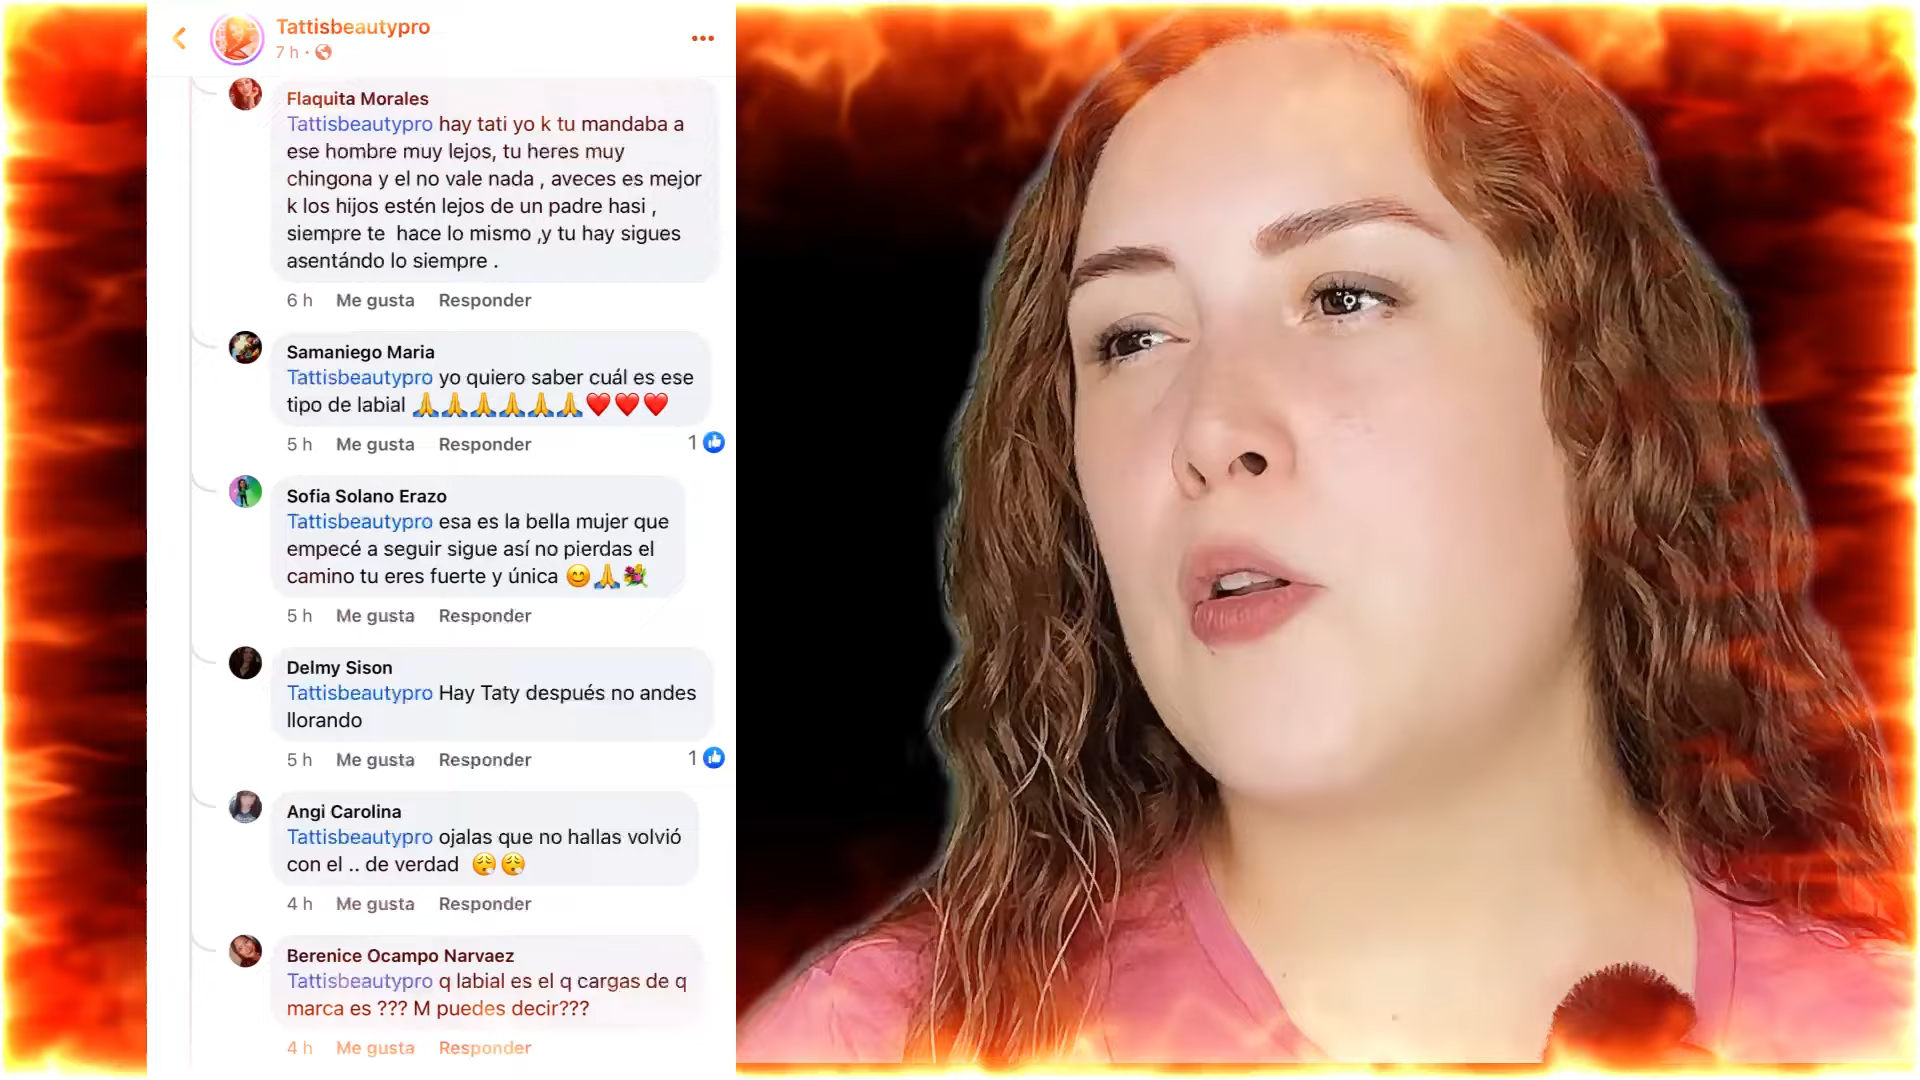 Tattisbeautypro
7 h ·
Flaquita Morales
Tattisbeautypro hay tati yo k tu mandaba a
ese hombre muy lejos, tu heres muy
chingona y el no vale nada , aveces es mejor
k los hijos estén lejos de un padre hasi ,
siempre te hace lo mismo ,y tu hay sigues
asentándo lo siempre .
6 h Me gusta Responder
Samaniego Maria
Tattisbeautypro yo quiero saber cuál es ese
tipo de labial 🙏🙏🙏🙏🙏🙏❤️❤️❤️
5 h Me gusta Responder 1
Sofia Solano Erazo
Tattisbeautypro esa es la bella mujer que
empecé a seguir sigue así no pierdas el
camino tu eres fuerte y única 😊🙏💐
5 h Me gusta Responder
Delmy Sison
Tattisbeautypro Hay Taty después no andes
llorando
5 h Me gusta Responder 1
Angi Carolina
Tattisbeautypro ojalas que no hallas volvió
con el .. de verdad 😮‍💨😮‍💨
4 h Me gusta Responder
Berenice Ocampo Narvaez
Tattisbeautypro q labial es el q cargas de q
marca es ??? M puedes decir???
4 h Me gusta Responder